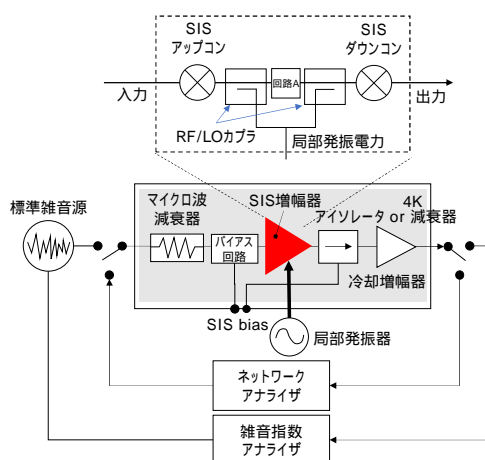 SIS
アップコン
SIS
ダウンコン
回路A
入力
出力
RF/LOカプラ
局部発振電力
標準雑音源
マイクロ波
減衰器
SIS増幅器
4K
アイソレータ or 減衰器
バイアス
回路
冷却増幅器
SIS bias
局部発振器
ネットワーク
アナライザ
雑音指数
アナライザ